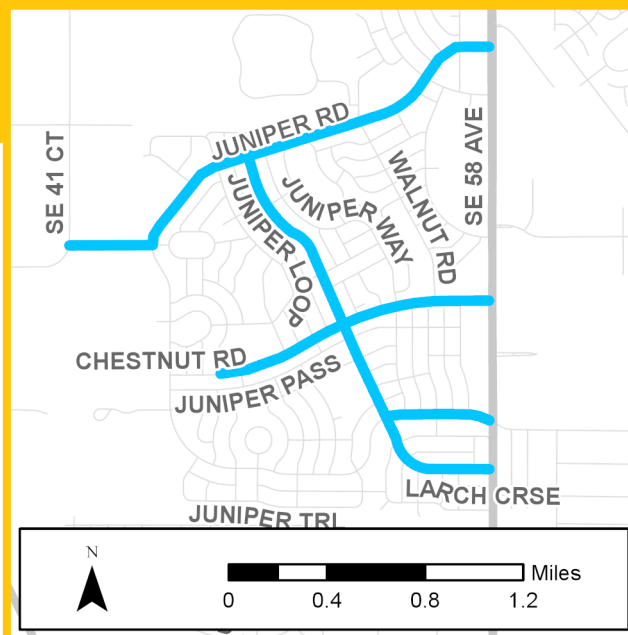 JUNIPER RD
SE 41 CT
SE 58 AVE
WALNUT RD
JUNIPER WAY
JUNIPER LOOP
CHESTNUT RD
JUNIPER PASS
LARCH CRSE
JUNIPER TRL
N
Miles
0 0.4 0.8 1.2